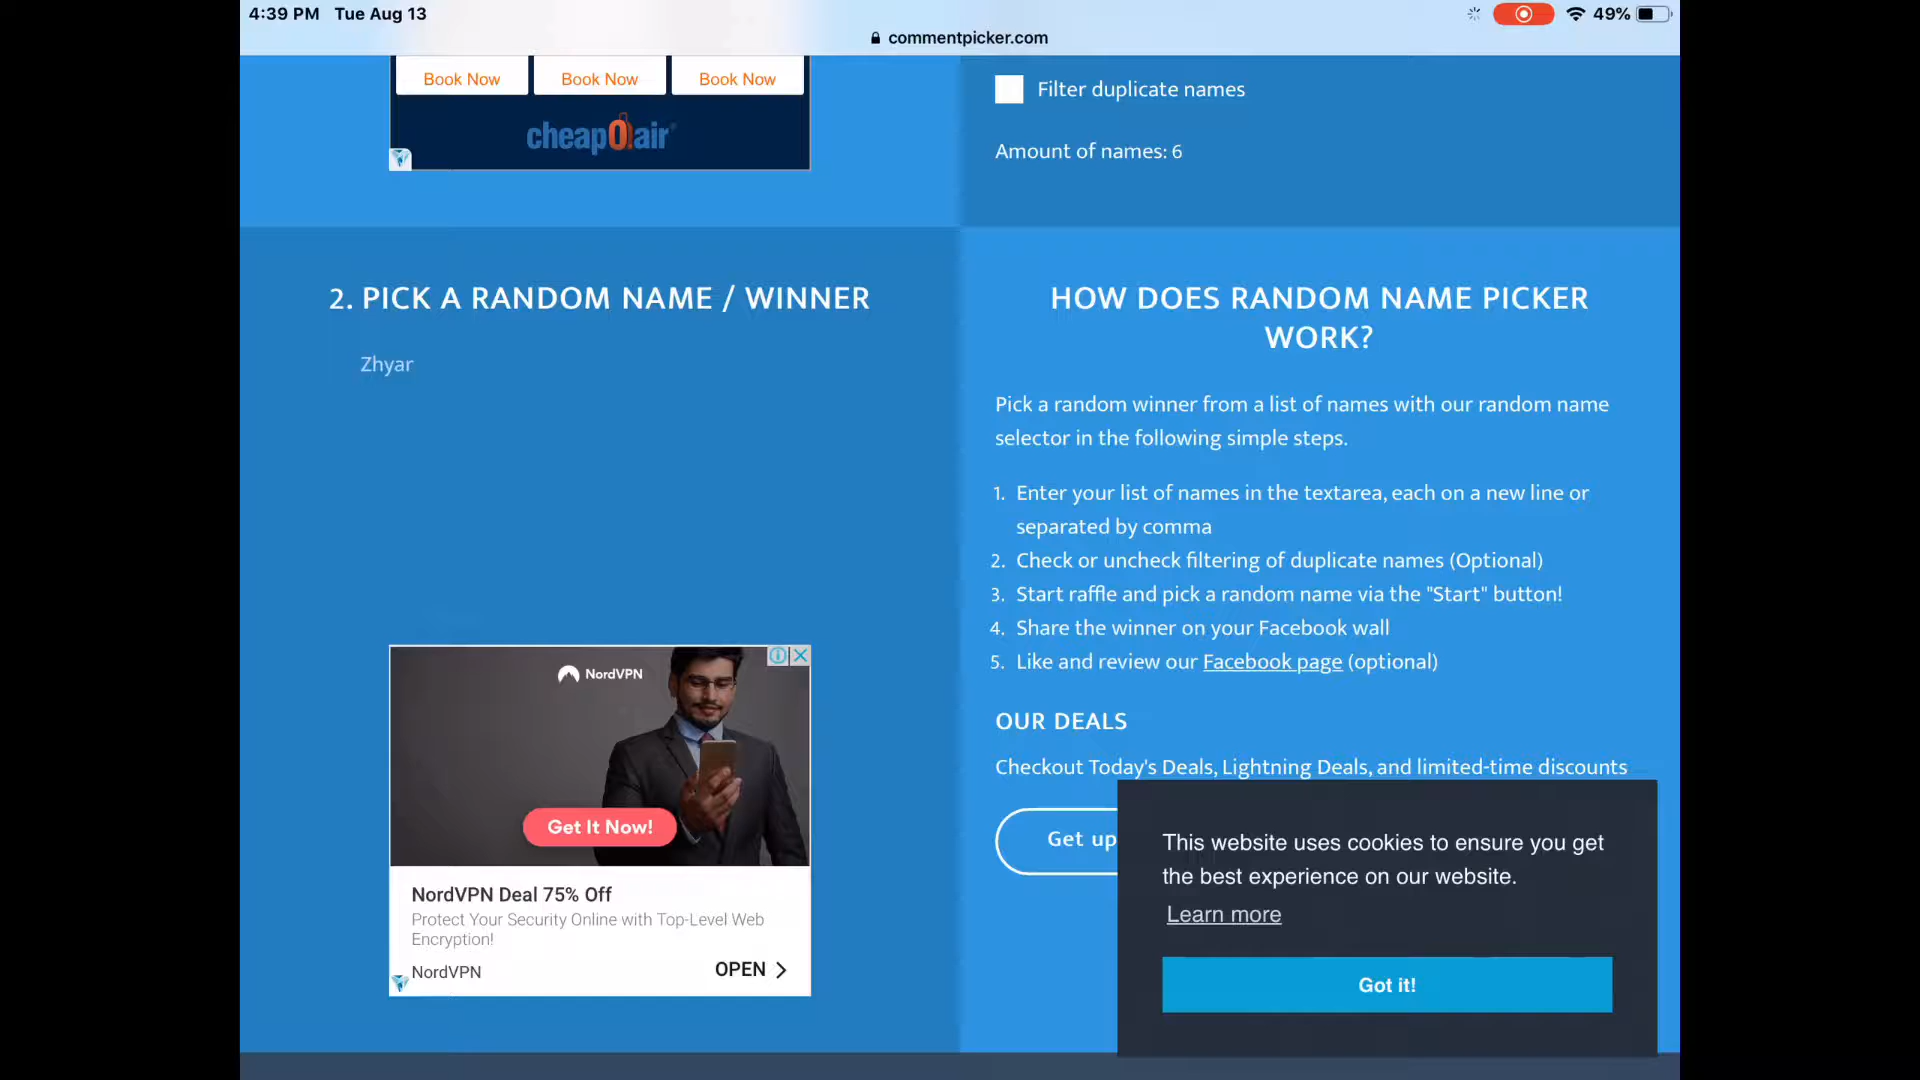 4:39 PM Tue Aug 13
49%
commentpicker.com
Book Now
Book Now
Book Now
cheapOair
Filter duplicate names
Amount of names: 6
2. PICK A RANDOM NAME / WINNER
Zhyar
NordVPN
Get It Now!
NordVPN Deal 75% Off
Protect Your Security Online with Top-Level Web
Encryption!
NordVPN
OPEN
HOW DOES RANDOM NAME PICKER
WORK?
Pick a random winner from a list of names with our random name
selector in the following simple steps.
1. Enter your list of names in the textarea, each on a new line or
separated by comma
2. Check or uncheck filtering of duplicate names (Optional)
3. Start raffle and pick a random name via the "Start" button!
4. Share the winner on your Facebook wall
5. Like and review our Facebook page (optional)
OUR DEALS
Checkout Today's Deals, Lightning Deals, and limited-time discounts
Get up
This website uses cookies to ensure you get
the best experience on our website.
Learn more
Got it!